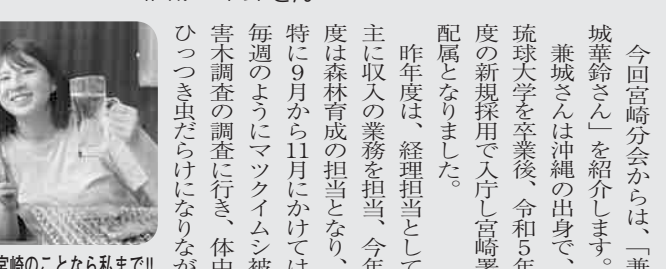 今回宮崎分会からは、「兼
城華鈴さん」を紹介します。
兼城さんは沖縄の出身で、
琉球大学を卒業後、令和5年
度の新規採用で入庁し宮崎署
配属となりました。
昨年度は、経理担当として
主に収入の業務を担当、今年
度は森林育成の担当となり、
特に9月から11月にかけては
毎週のようにマツクイムシ被
害木調査の調査に行き、体中
ひっつき虫だらけになりなが
宮崎のことなら私まで!!